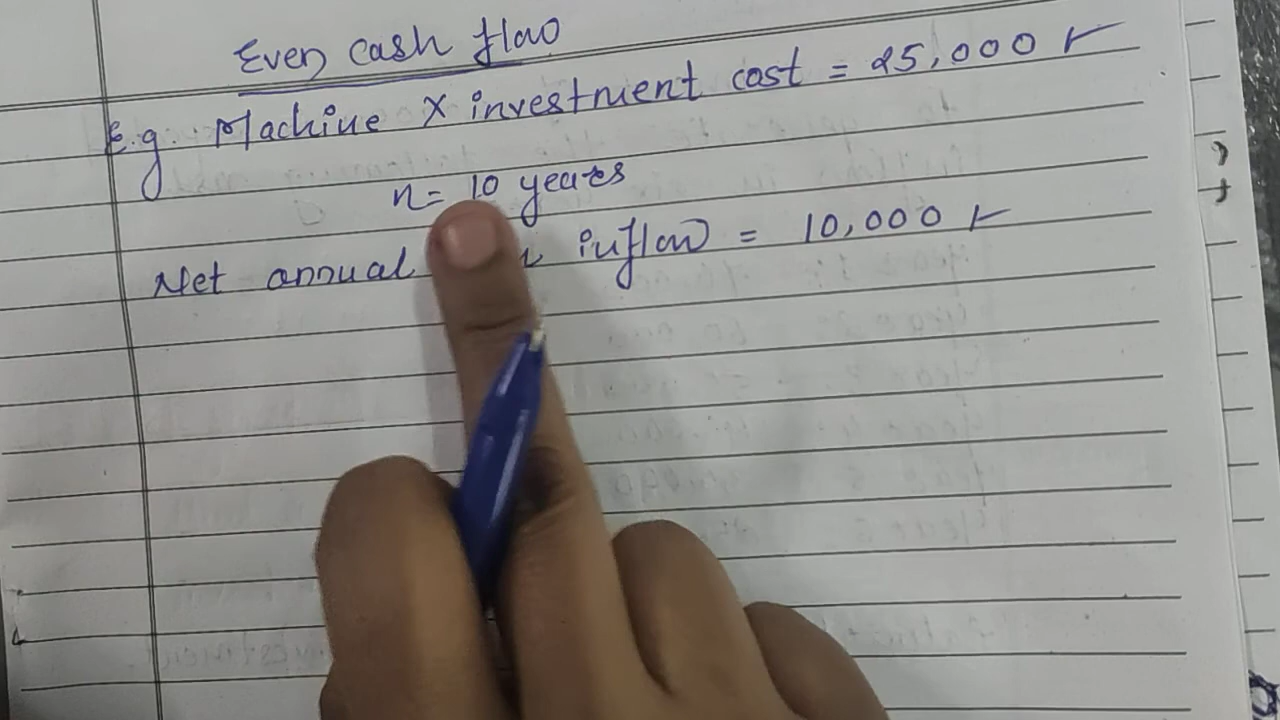 Even cash flow
E.g. Machine X investment cost = 25,000
n = 10 years
Net annual inflow = 10,000